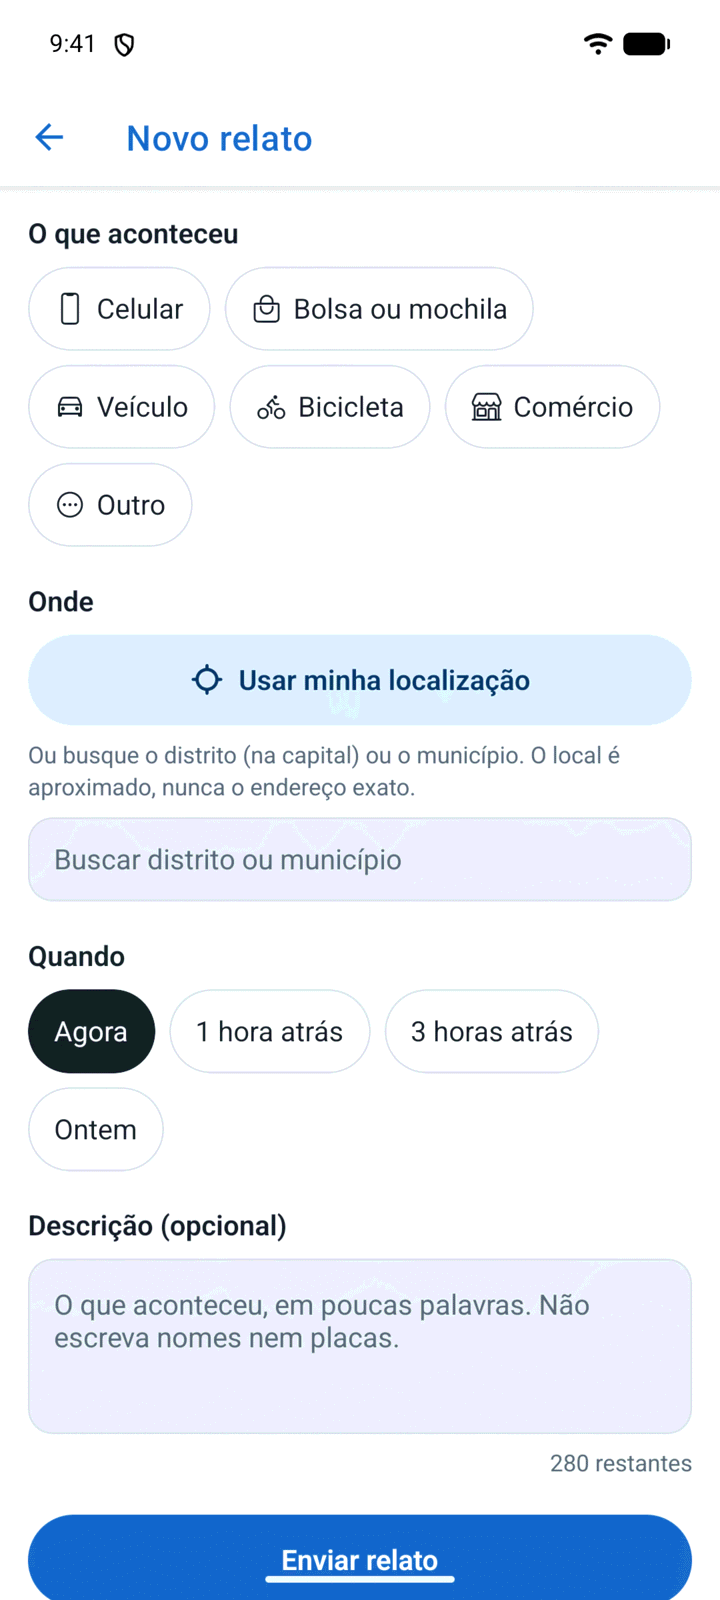 9:41
Novo relato
O que aconteceu
Celular
Bolsa ou mochila
Veículo
Bicicleta
Comércio
Outro
Onde
Usar minha localização
Ou busque o distrito (na capital) ou o município. O local é
aproximado, nunca o endereço exato.
Buscar distrito ou município
Quando
Agora
1 hora atrás
3 horas atrás
Ontem
Descrição (opcional)
O que aconteceu, em poucas palavras. Não
escreva nomes nem placas.
280 restantes
Enviar relato